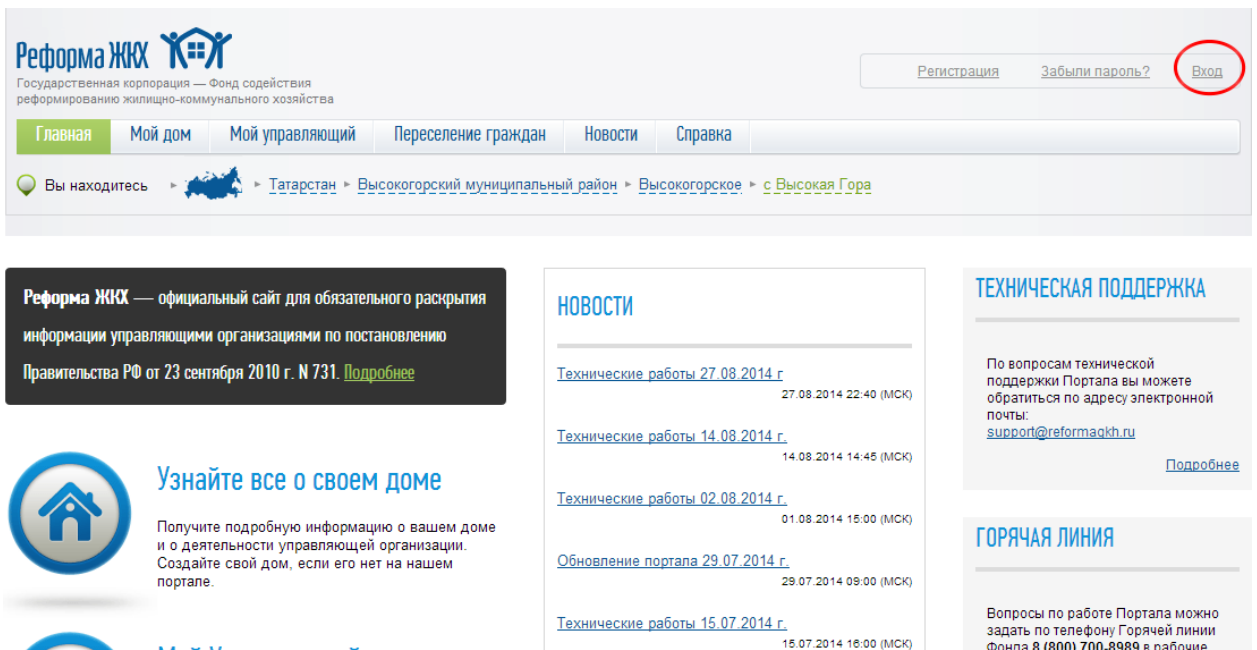 Реформа ЖКХ
Государственная корпорация — Фонд содействия
реформированию жилищно-коммунального хозяйства
Регистрация Забыли пароль? Вход
Главная Мой дом Мой управляющий Переселение граждан Новости Справка
Вы находитесь Татарстан Высокогорский муниципальный район Высокогорское с Высокая Гора
Реформа ЖКХ — официальный сайт для обязательного раскрытия
информации управляющими организациями по постановлению
Правительства РФ от 23 сентября 2010 г. N 731. Подробнее
Узнайте все о своем доме
Получите подробную информацию о вашем доме
и о деятельности управляющей организации.
Создайте свой дом, если его нет на нашем
портале.
НОВОСТИ
Технические работы 27.08.2014 г
27.08.2014 22:40 (МСК)
Технические работы 14.08.2014 г.
14.08.2014 14:45 (МСК)
Технические работы 02.08.2014 г.
01.08.2014 15:00 (МСК)
Обновление портала 29.07.2014 г.
29.07.2014 09:00 (МСК)
Технические работы 15.07.2014 г.
15.07.2014 16:00 (МСК)
ТЕХНИЧЕСКАЯ ПОДДЕРЖКА
По вопросам технической
поддержки Портала вы можете
обратиться по адресу электронной
почты:
support@reformagkh.ru
Подробнее
ГОРЯЧАЯ ЛИНИЯ
Вопросы по работе Портала можно
задать по телефону Горячей линии
Фонда 8 (800) 700-8989 в рабочие